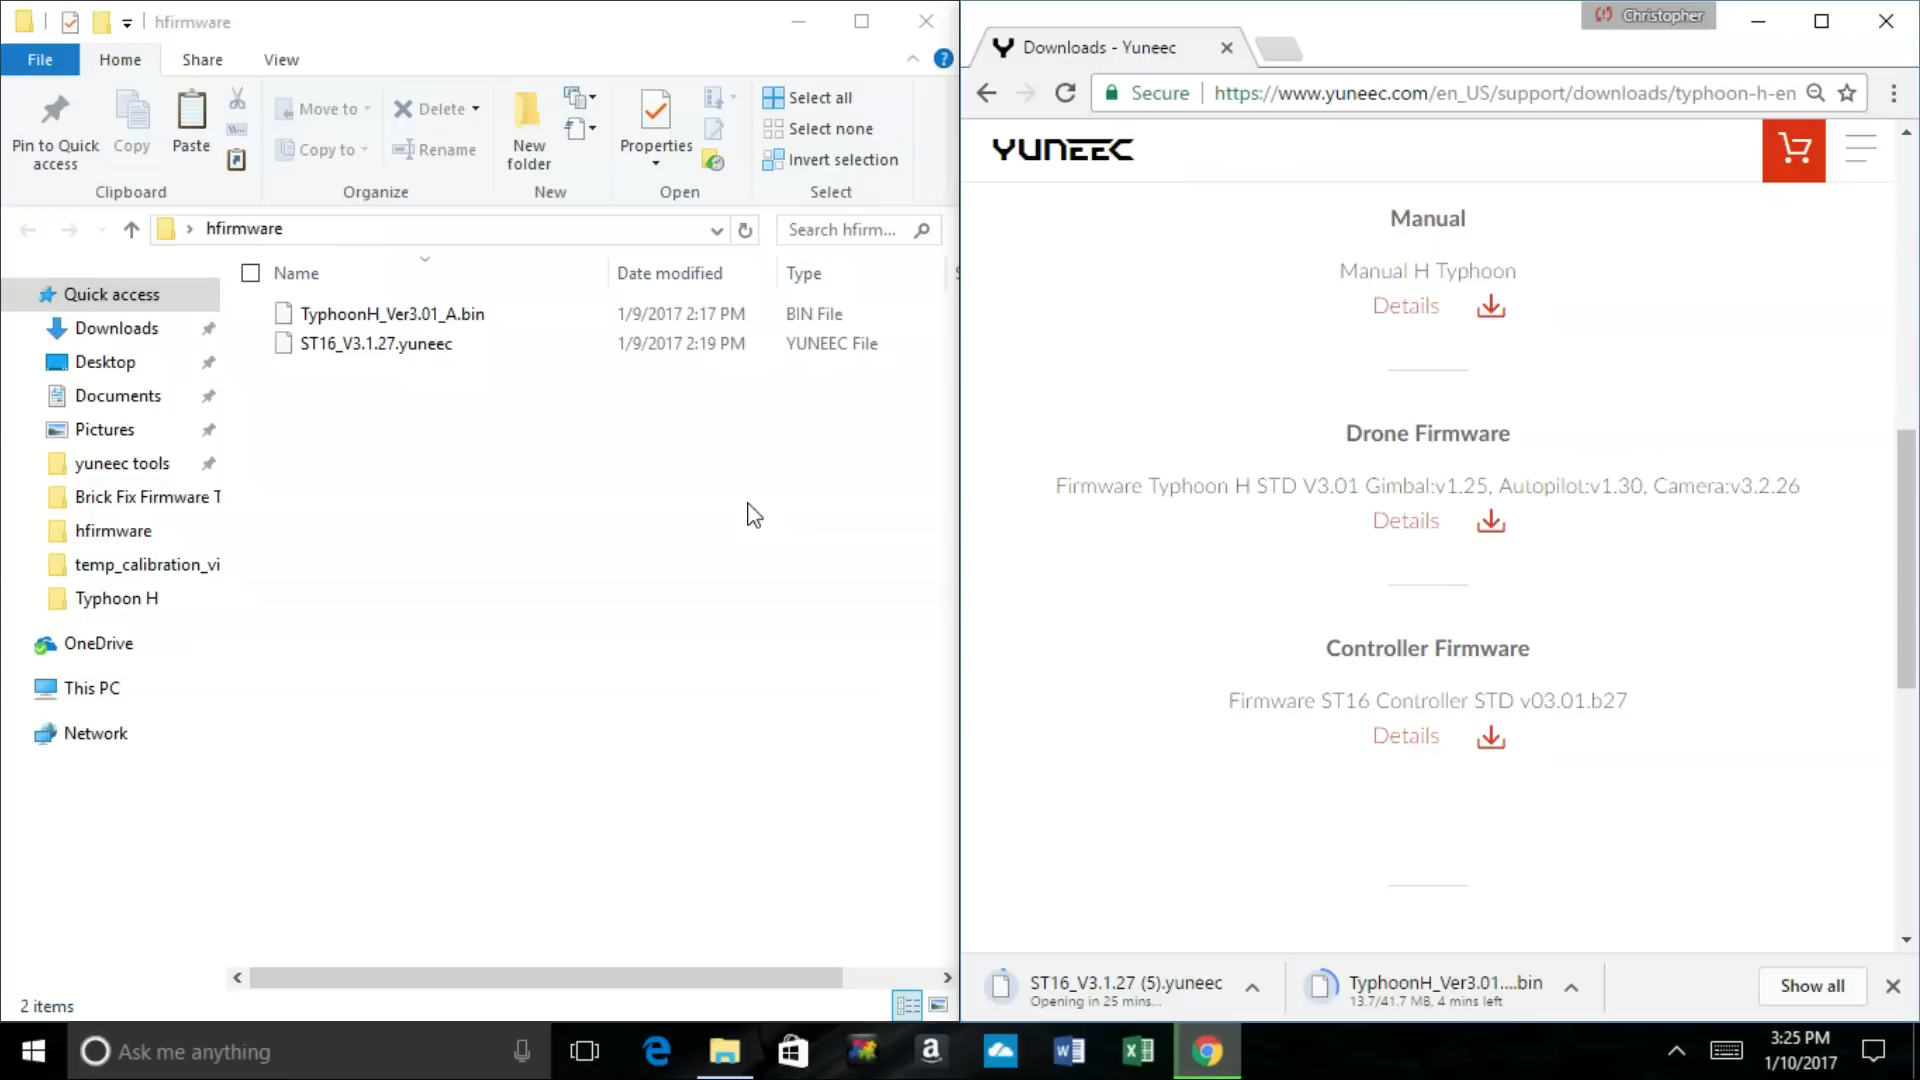 hfirmware
File
Home
Share
View
Pin to Quick access
Copy
Paste
Move to
Copy to
Delete
Rename
New folder
Properties
Select all
Select none
Invert selection
Clipboard
Organize
New
Open
Select
hfirmware
Search hfirm...
Name
Date modified
Type
TyphoonH_Ver3.01_A.bin 1/9/2017 2:17 PM BIN File
ST16_V3.1.27.yuneec 1/9/2017 2:19 PM YUNEEC File
Quick access
Downloads
Desktop
Documents
Pictures
yuneec tools
Brick Fix Firmware T
hfirmware
temp_calibration_vi
Typhoon H
OneDrive
This PC
Network
2 items
Christopher
Downloads - Yuneec
Secure https://www.yuneec.com/en_US/support/downloads/typhoon-h-en
YUNEEC
Manual
Manual H Typhoon
Details
Drone Firmware
Firmware Typhoon H STD V3.01 Gimbal:v1.25, Autopilot:v1.30, Camera:v3.2.26
Details
Controller Firmware
Firmware ST16 Controller STD v03.01.b27
Details
ST16_V3.1.27 (5).yuneec
Opening in 25 mins...
TyphoonH_Ver3.01....bin
13.7/41.7 MB, 4 mins left
Show all
Ask me anything
3:25 PM
1/10/2017